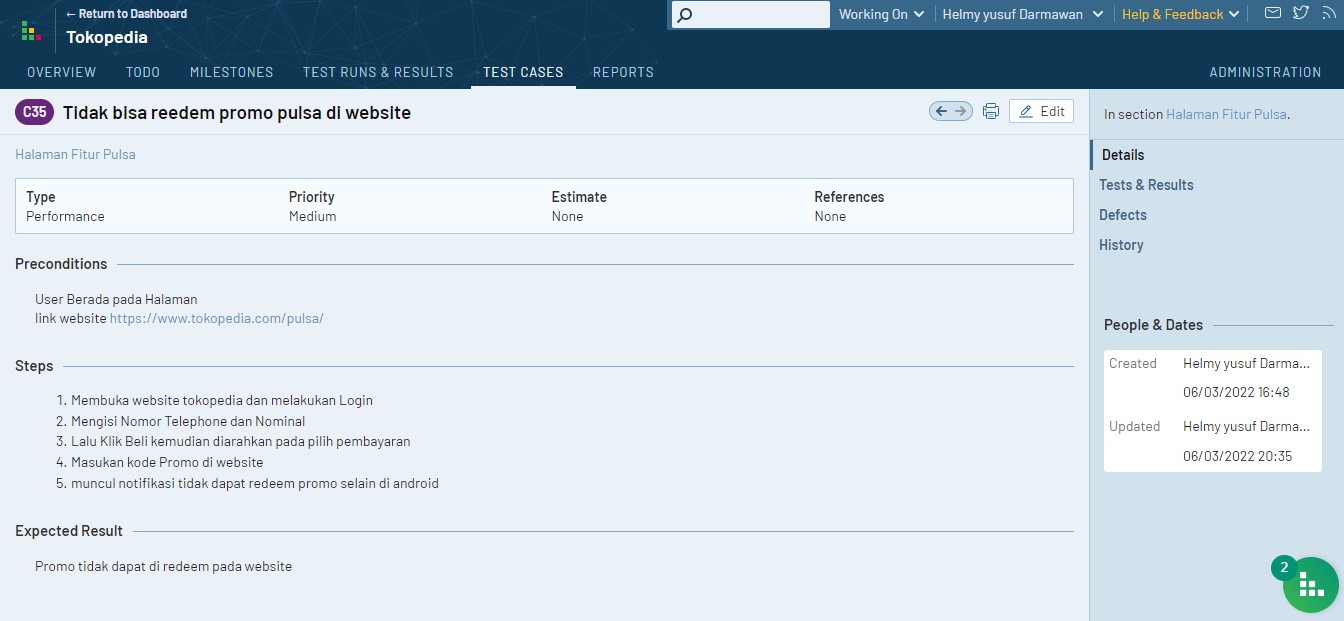 ← Return to Dashboard
Tokopedia
Working On
Helmy yusuf Darmawan
Help & Feedback
OVERVIEW TODO MILESTONES TEST RUNS & RESULTS TEST CASES REPORTS ADMINISTRATION
C35 Tidak bisa reedem promo pulsa di website
Edit
Halaman Fitur Pulsa
Type Priority Estimate References
Performance Medium None None
Preconditions
User Berada pada Halaman
link website https://www.tokopedia.com/pulsa/
Steps
1. Membuka website tokopedia dan melakukan Login
2. Mengisi Nomor Telephone dan Nominal
3. Lalu Klik Beli kemudian diarahkan pada pilih pembayaran
4. Masukan kode Promo di website
5. muncul notifikasi tidak dapat redeem promo selain di android
Expected Result
Promo tidak dapat di redeem pada website
In section Halaman Fitur Pulsa.
Details
Tests & Results
Defects
History
People & Dates
Created Helmy yusuf Darma...
06/03/2022 16:48
Updated Helmy yusuf Darma...
06/03/2022 20:35
2